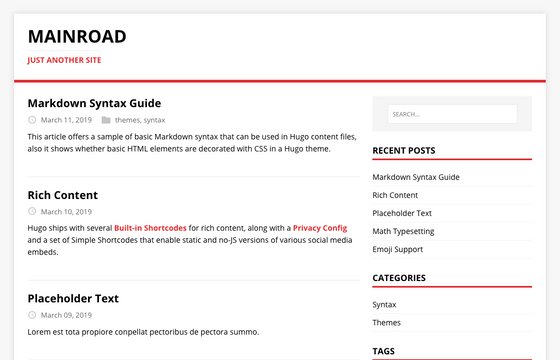 MAINROAD
JUST ANOTHER SITE
Markdown Syntax Guide
March 11, 2019 themes, syntax
This article offers a sample of basic Markdown syntax that can be used in Hugo content files,
also it shows whether basic HTML elements are decorated with CSS in a Hugo theme.
Rich Content
March 10, 2019
Hugo ships with several Built-in Shortcodes for rich content, along with a Privacy Config
and a set of Simple Shortcodes that enable static and no-JS versions of various social media
embeds.
Placeholder Text
March 09, 2019
Lorem est tota propiore conpellat pectoribus de pectora summo.
SEARCH...
RECENT POSTS
Markdown Syntax Guide
Rich Content
Placeholder Text
Math Typesetting
Emoji Support
CATEGORIES
Syntax
Themes
TAGS